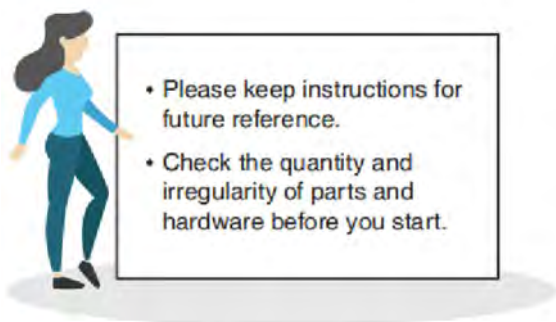 • Please keep instructions for
future reference.
• Check the quantity and
irregularity of parts and
hardware before you start.